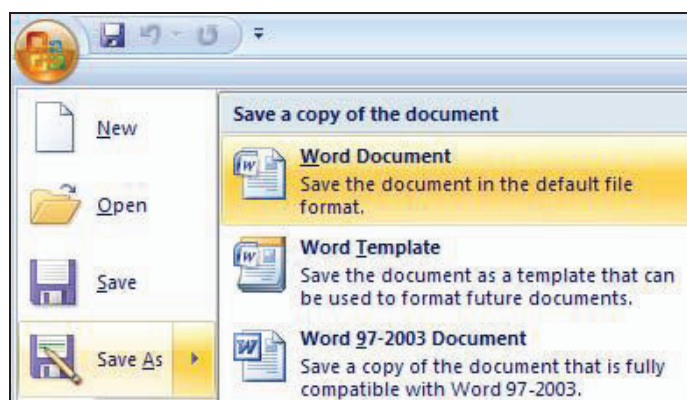 New
Open
Save
Save As
Save a copy of the document
Word Document
Save the document in the default file
format.
Word Template
Save the document as a template that can
be used to format future documents.
Word 97-2003 Document
Save a copy of the document that is fully
compatible with Word 97-2003.